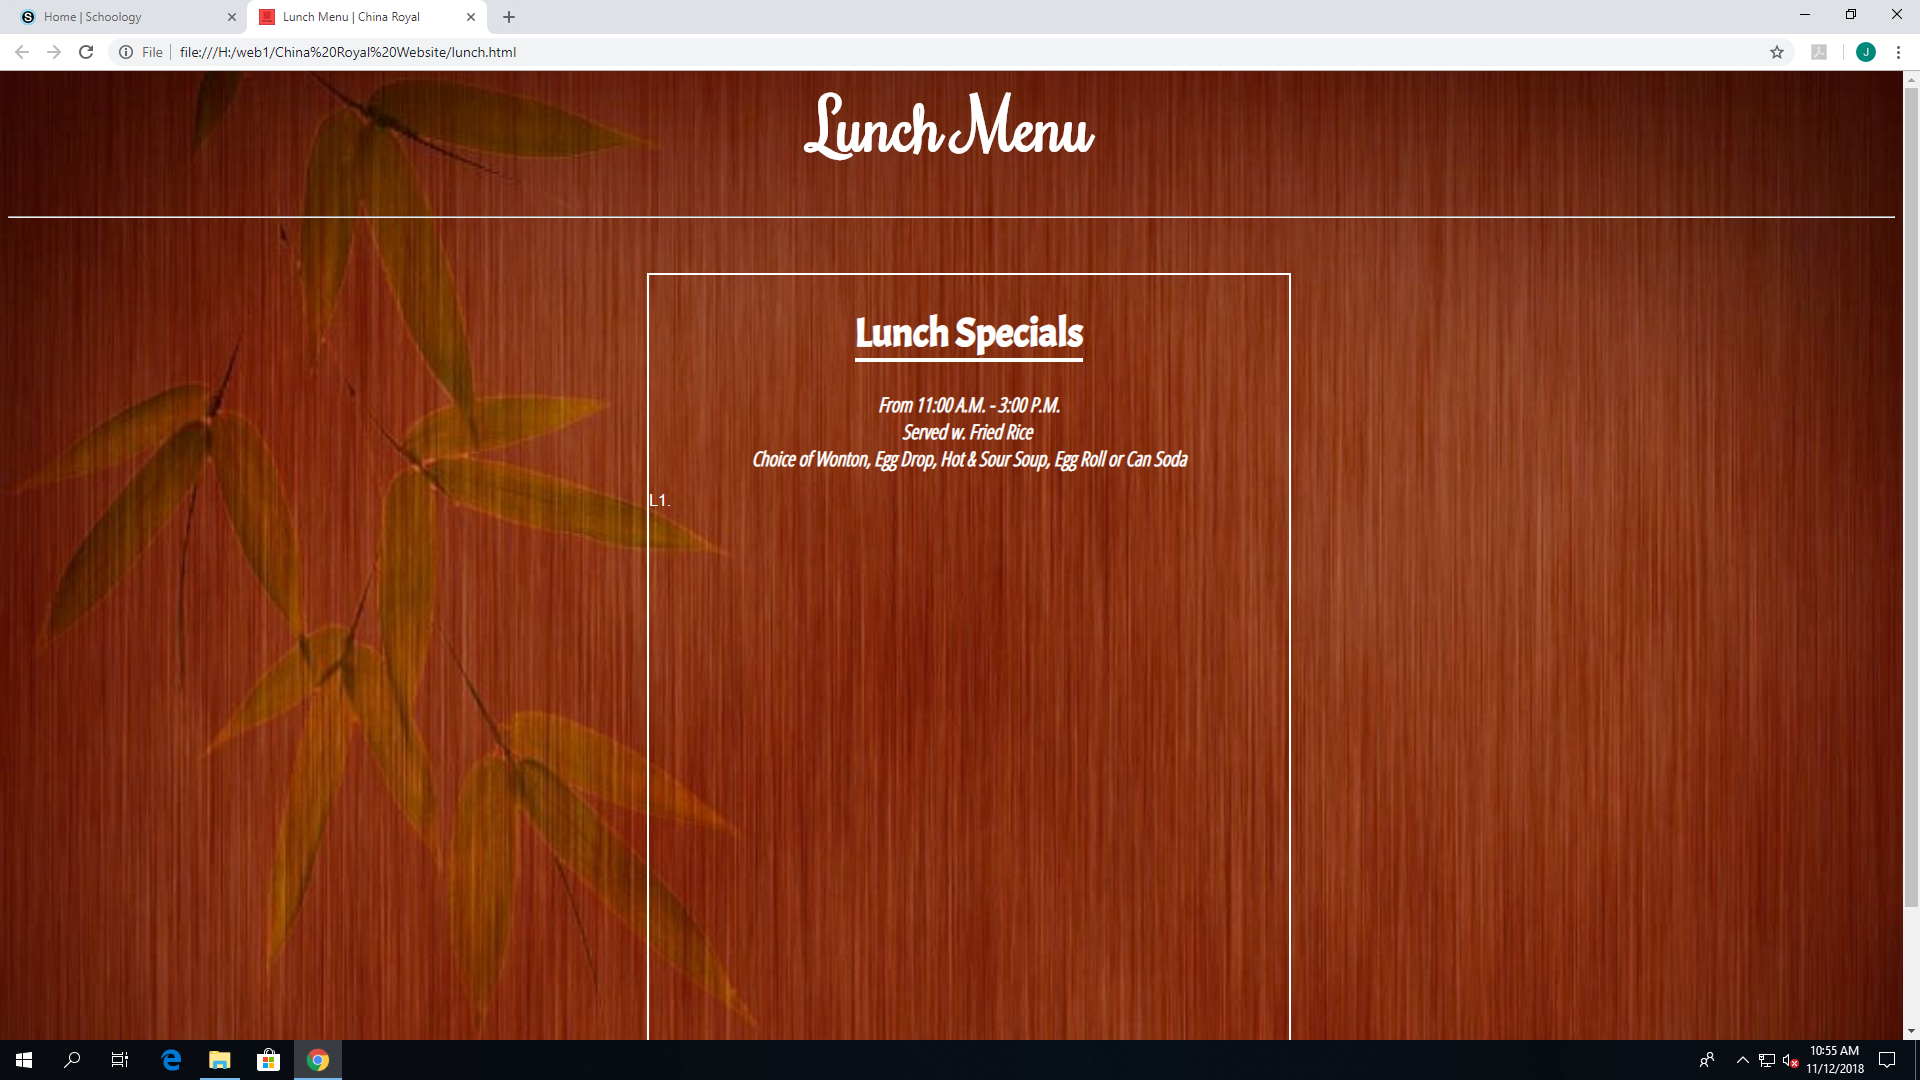 Home | Schoology
Lunch Menu | China Royal
File
file:///H:/web1/China%20Royal%20Website/lunch.html
J
Lunch Menu
Lunch Specials
From 11:00 A.M. - 3:00 P.M.
Served w. Fried Rice
Choice of Wonton, Egg Drop, Hot & Sour Soup, Egg Roll or Can Soda
L1.
10:55 AM
11/12/2018